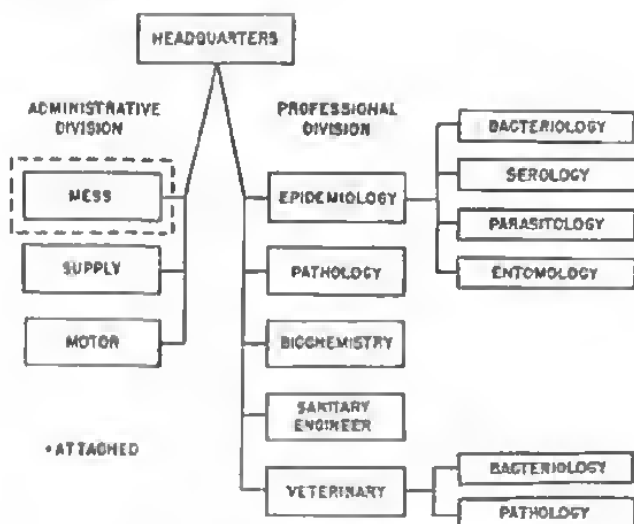 HEADQUARTERS
ADMINISTRATIVE
DIVISION
MESS
SUPPLY
MOTOR
*ATTACHED
PROFESSIONAL
DIVISION
EPIDEMIOLOGY
PATHOLOGY
BIOCHEMISTRY
SANITARY
ENGINEER
VETERINARY
BACTERIOLOGY
SEROLOGY
PARASITOLOGY
ENTOMOLOGY
BACTERIOLOGY
PATHOLOGY